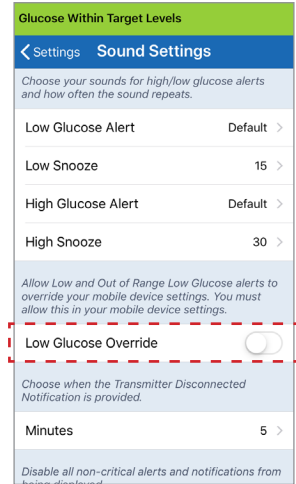 Glucose Within Target Levels
Settings Sound Settings
Choose your sounds for high/low glucose alerts
and how often the sound repeats.
Low Glucose Alert Default
Low Snooze 15
High Glucose Alert Default
High Snooze 30
Allow Low and Out of Range Low Glucose alerts to
override your mobile device settings. You must
allow this in your mobile device settings.
Low Glucose Override
Choose when the Transmitter Disconnected
Notification is provided.
Minutes 5
Disable all non-critical alerts and notifications from
being displayed